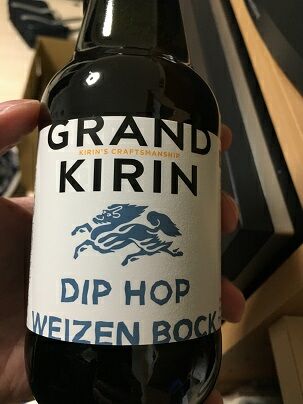 GRAND
KIRIN'S CRAFTSMANSHIP
KIRIN
DIP HOP
WEIZEN BOCK